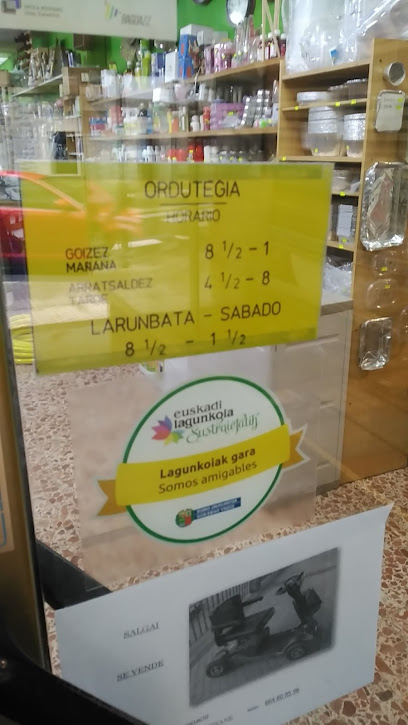 BAGOAZ
ORDUTEGIA
HORARIO
GOIZEZ 8 1/2 - 1
MAÑANA
ARRATSALDEZ 4 1/2 - 8
TARDE
LARUNBATA - SABADO
8 1/2 - 1 1/2
euskadi
lagunkoia
Sustraietatik
Lagunkoiak gara
Somos amigables
SALGAI
SE VENDE